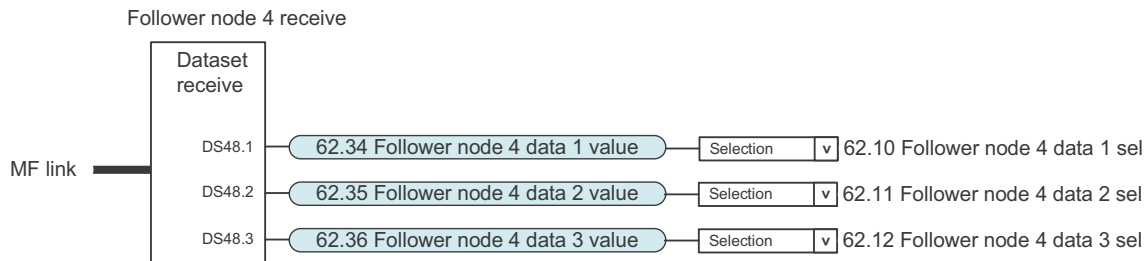 Follower node 4 receive
Dataset
receive
DS48.1 62.34 Follower node 4 data 1 value Selection v 62.10 Follower node 4 data 1 sel
MF link
DS48.2 62.35 Follower node 4 data 2 value Selection v 62.11 Follower node 4 data 2 sel
DS48.3 62.36 Follower node 4 data 3 value Selection v 62.12 Follower node 4 data 3 sel